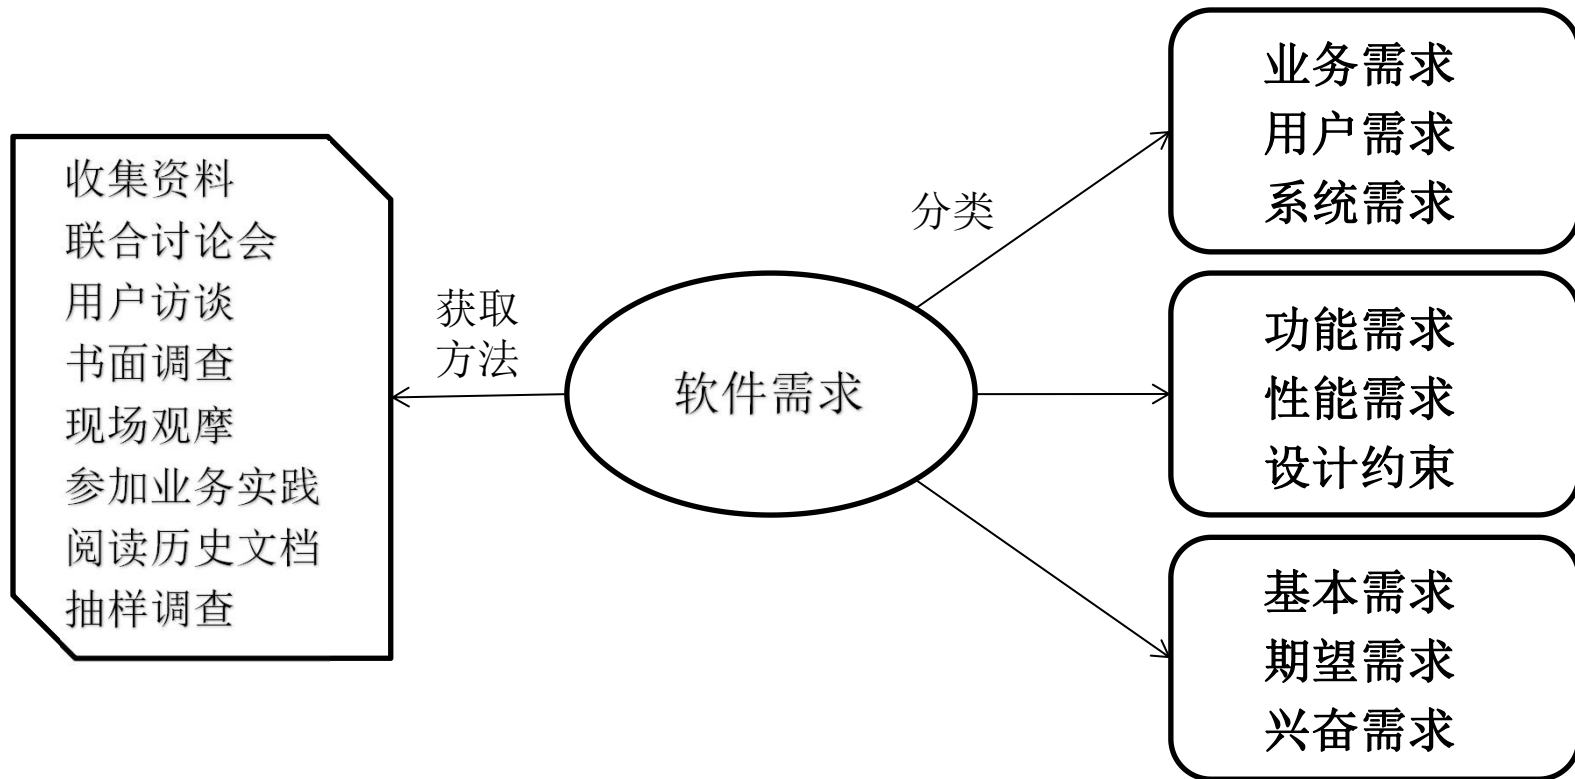 收集资料
联合讨论会
用户访谈
书面调查
现场观摩
参加业务实践
阅读历史文档
抽样调查
获取
方法
软件需求
分类
业务需求
用户需求
系统需求
功能需求
性能需求
设计约束
基本需求
期望需求
兴奋需求